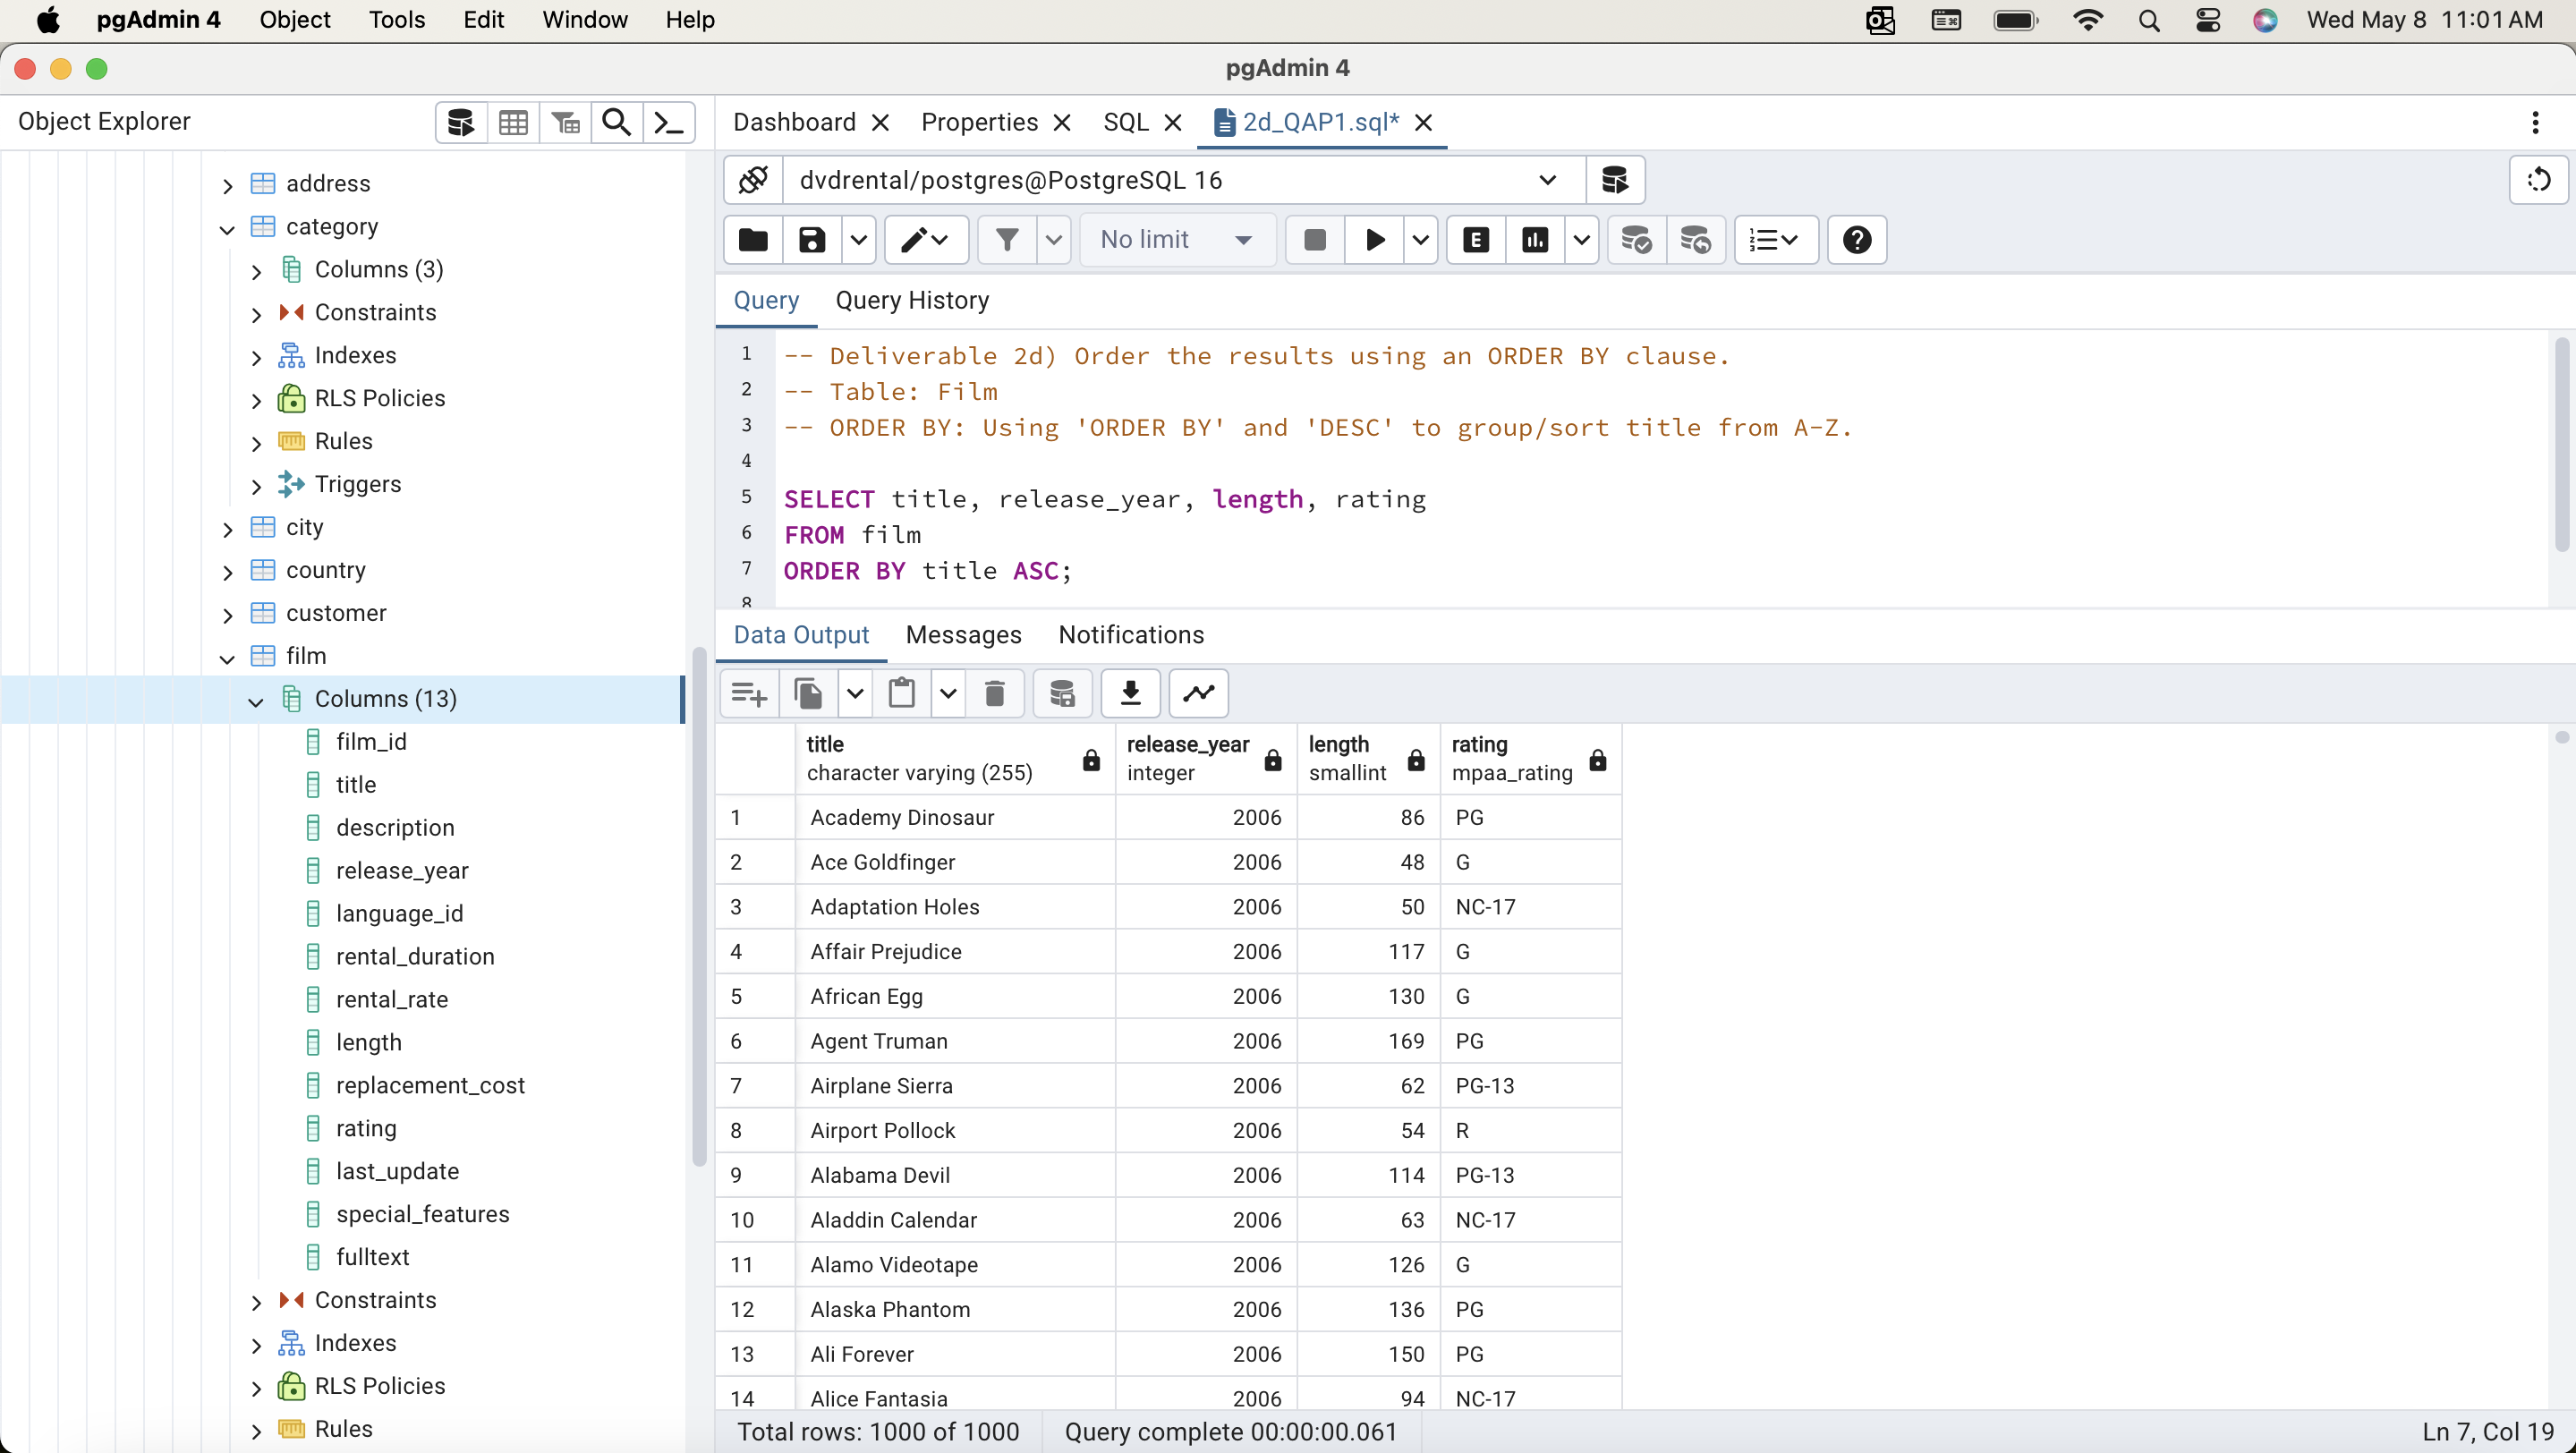 pgAdmin 4 Object Tools Edit Window Help Wed May 8 11:01 AM
pgAdmin 4
Object Explorer
address
category
Columns (3)
Constraints
Indexes
RLS Policies
Rules
Triggers
city
country
customer
film
Columns (13)
film_id
title
description
release_year
language_id
rental_duration
rental_rate
length
replacement_cost
rating
last_update
special_features
fulltext
Constraints
Indexes
RLS Policies
Rules
Dashboard Properties SQL 2d_QAP1.sql*
dvdrental/postgres@PostgreSQL 16
No limit E
Query Query History
1 -- Deliverable 2d) Order the results using an ORDER BY clause.
2 -- Table: Film
3 -- ORDER BY: Using 'ORDER BY' and 'DESC' to group/sort title from A-Z.
4
5 SELECT title, release_year, length, rating
6 FROM film
7 ORDER BY title ASC;
8
Data Output Messages Notifications
title release_year length rating
character varying (255) integer smallint mpaa_rating
1 Academy Dinosaur 2006 86 PG
2 Ace Goldfinger 2006 48 G
3 Adaptation Holes 2006 50 NC-17
4 Affair Prejudice 2006 117 G
5 African Egg 2006 130 G
6 Agent Truman 2006 169 PG
7 Airplane Sierra 2006 62 PG-13
8 Airport Pollock 2006 54 R
9 Alabama Devil 2006 114 PG-13
10 Aladdin Calendar 2006 63 NC-17
11 Alamo Videotape 2006 126 G
12 Alaska Phantom 2006 136 PG
13 Ali Forever 2006 150 PG
14 Alice Fantasia 2006 94 NC-17
Total rows: 1000 of 1000 Query complete 00:00:00.061 Ln 7, Col 19